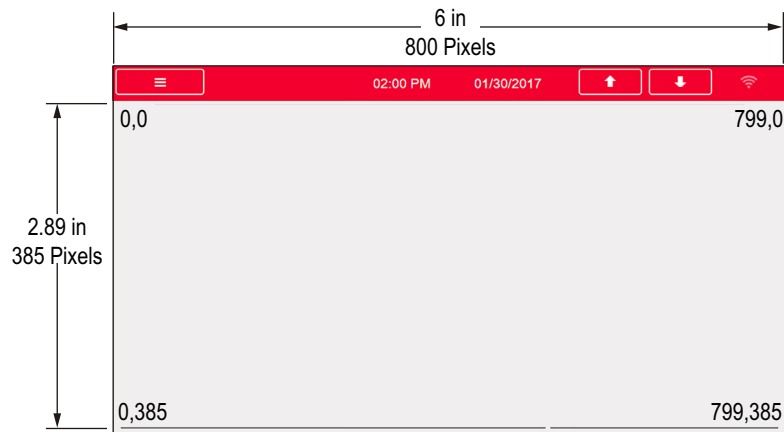 6 in
800 Pixels
02:00 PM 01/30/2017
0,0 799,0
2.89 in
385 Pixels
0,385 799,385